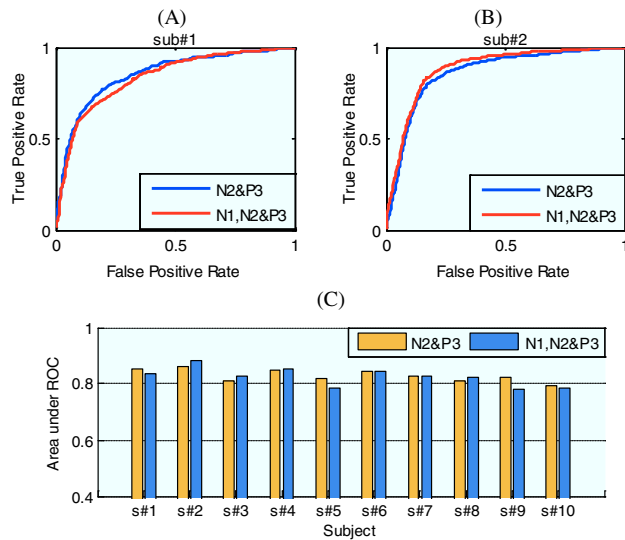 (A)
sub#1
True Positive Rate
1
0.5
0
0
0.5
1
N2&P3
N1,N2&P3
False Positive Rate
(B)
sub#2
True Positive Rate
1
0.5
0
0
0.5
1
N2&P3
N1,N2&P3
False Positive Rate
(C)
Area under ROC
1
0.8
0.6
0.4
N2&P3 N1,N2&P3
s#1 s#2 s#3 s#4 s#5 s#6 s#7 s#8 s#9 s#10
Subject